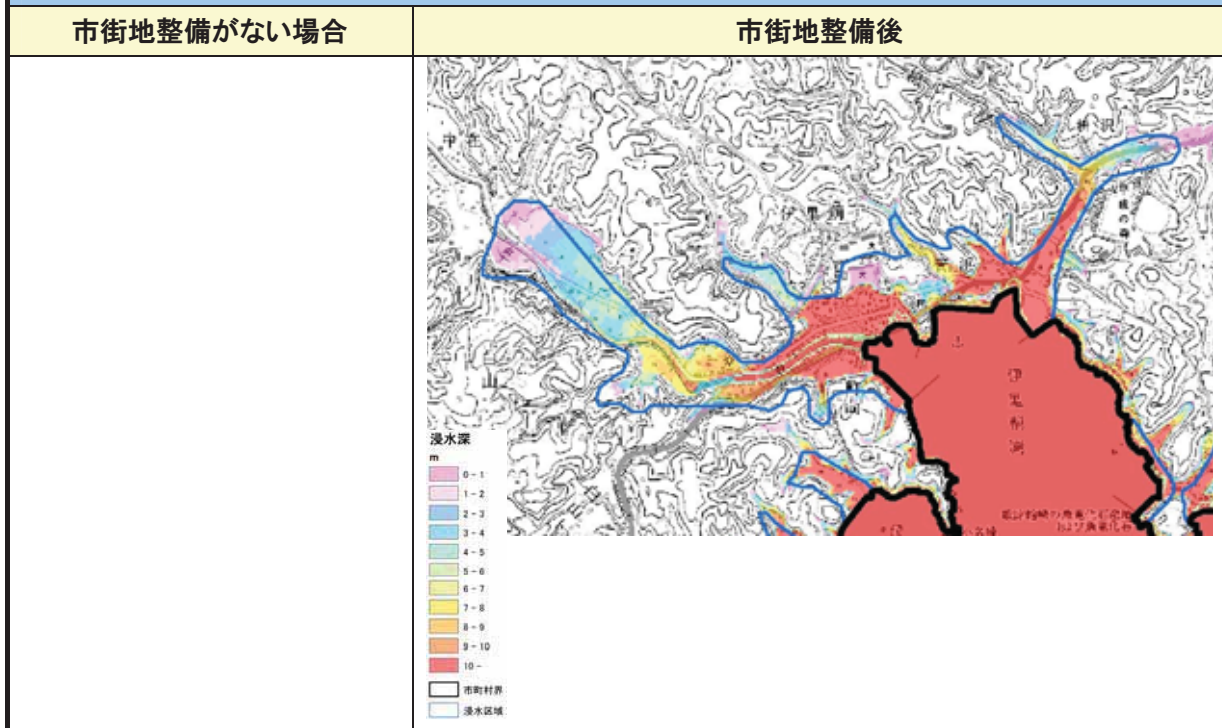 市街地整備がない場合
市街地整備後
伊里前
山
伊里前湾
浸水深
m
0 - 1
1 - 2
2 - 3
3 - 4
4 - 5
5 - 6
6 - 7
7 - 8
8 - 9
9 - 10
10 -
市町村界
浸水区域